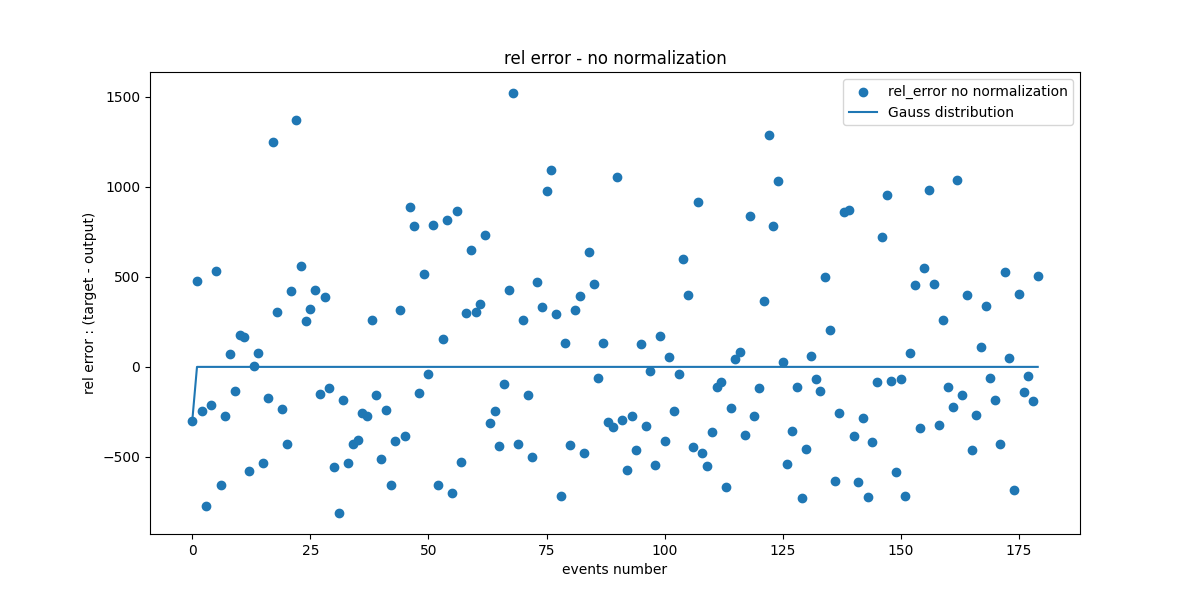 rel error - no normalization
rel_error no normalization
Gauss distribution
rel error : (target - output)
1500
1000
500
0
−500
0 25 50 75 100 125 150 175
events number